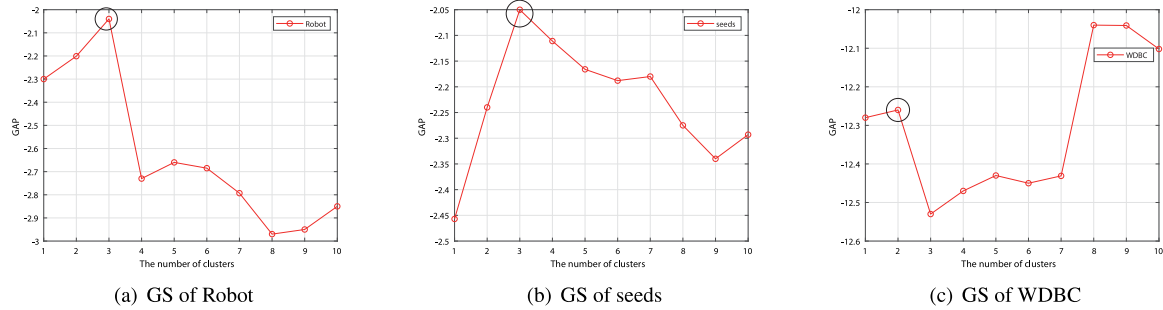 -2
-2.1
-2.2
-2.3
-2.4
-2.5
-2.6
-2.7
-2.8
-2.9
-3
GAP
Robot
1 2 3 4 5 6 7 8 9 10
The number of clusters
(a) GS of Robot
-2.05
-2.1
-2.15
-2.2
-2.25
-2.3
-2.35
-2.4
-2.45
-2.5
GAP
seeds
1 2 3 4 5 6 7 8 9 10
The number of clusters
(b) GS of seeds
-12
-12.1
-12.2
-12.3
-12.4
-12.5
-12.6
GAP
WDBC
1 2 3 4 5 6 7 8 9 10
The number of clusters
(c) GS of WDBC